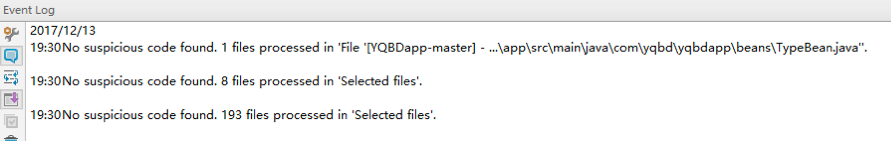 Event Log
2017/12/13
19:30No suspicious code found. 1 files processed in 'File '[YQBDapp-master] - ...\app\src\main\java\com\yqbd\yqbdapp\beans\TypeBean.java''.
19:30No suspicious code found. 8 files processed in 'Selected files'.
19:30No suspicious code found. 193 files processed in 'Selected files'.